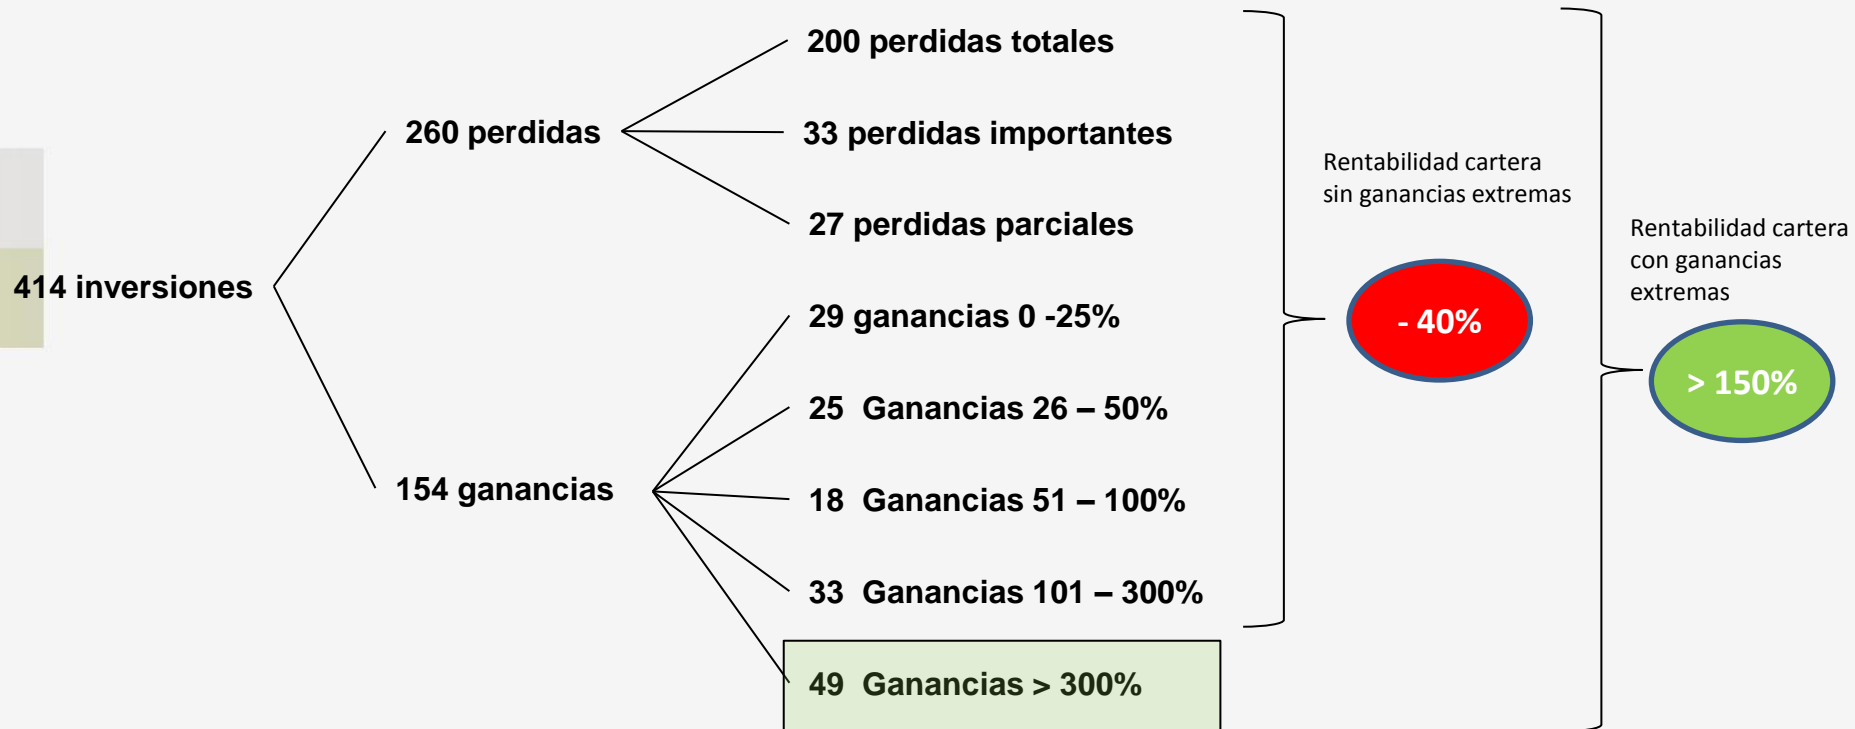 414 inversiones
260 perdidas
200 perdidas totales
33 perdidas importantes
27 perdidas parciales
154 ganancias
29 ganancias 0 -25%
25  Ganancias 26 – 50%
18  Ganancias 51 – 100%
33  Ganancias 101 – 300%
49  Ganancias > 300%
Rentabilidad cartera
sin ganancias extremas
- 40%
Rentabilidad cartera
con ganancias
extremas
> 150%